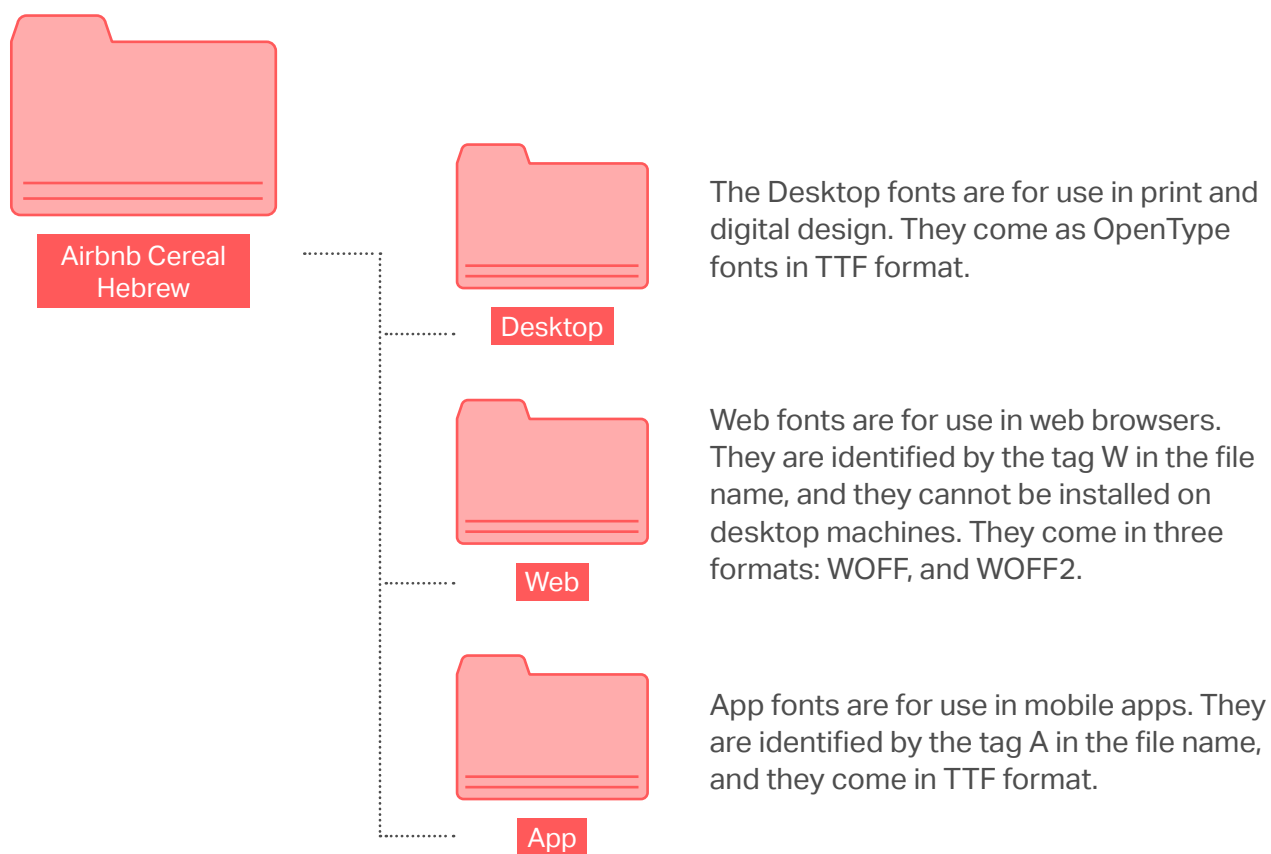 Airbnb Cereal
Hebrew
The Desktop fonts are for use in print and
digital design. They come as OpenType
fonts in TTF format.
Desktop
Web fonts are for use in web browsers.
They are identified by the tag W in the file
name, and they cannot be installed on
desktop machines. They come in three
formats: WOFF, and WOFF2.
Web
App fonts are for use in mobile apps. They
are identified by the tag A in the file name,
and they come in TTF format.
App